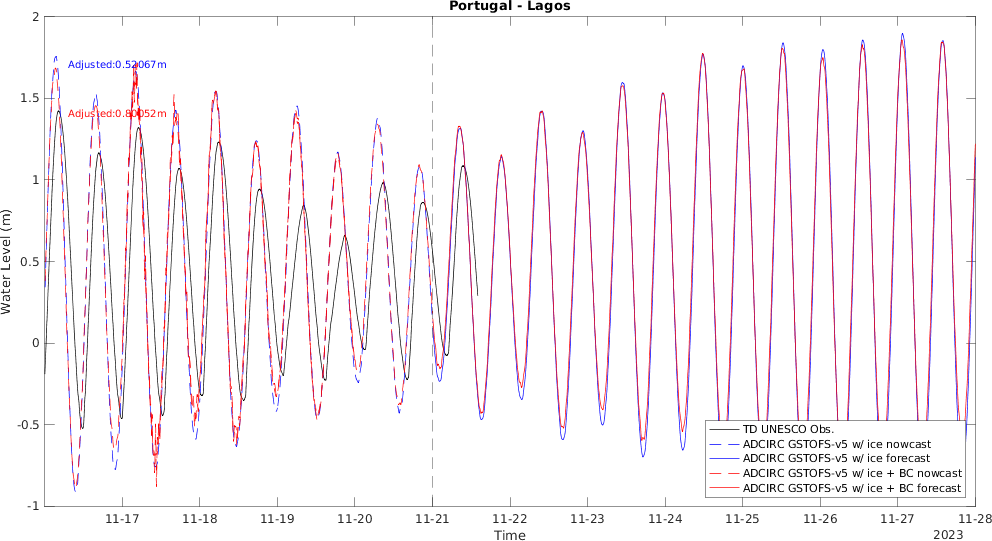 Portugal - Lagos
2
1.5
1
0.5
0
-0.5
-1
Water Level (m)
Adjusted:0.52067m
Adjusted:0.80052m
TD UNESCO Obs.
ADCIRC GSTOFS-v5 w/ ice nowcast
ADCIRC GSTOFS-v5 w/ ice forecast
ADCIRC GSTOFS-v5 w/ ice + BC nowcast
ADCIRC GSTOFS-v5 w/ ice + BC forecast
11-17 11-18 11-19 11-20 11-21 11-22 11-23 11-24 11-25 11-26 11-27 11-28
Time
2023